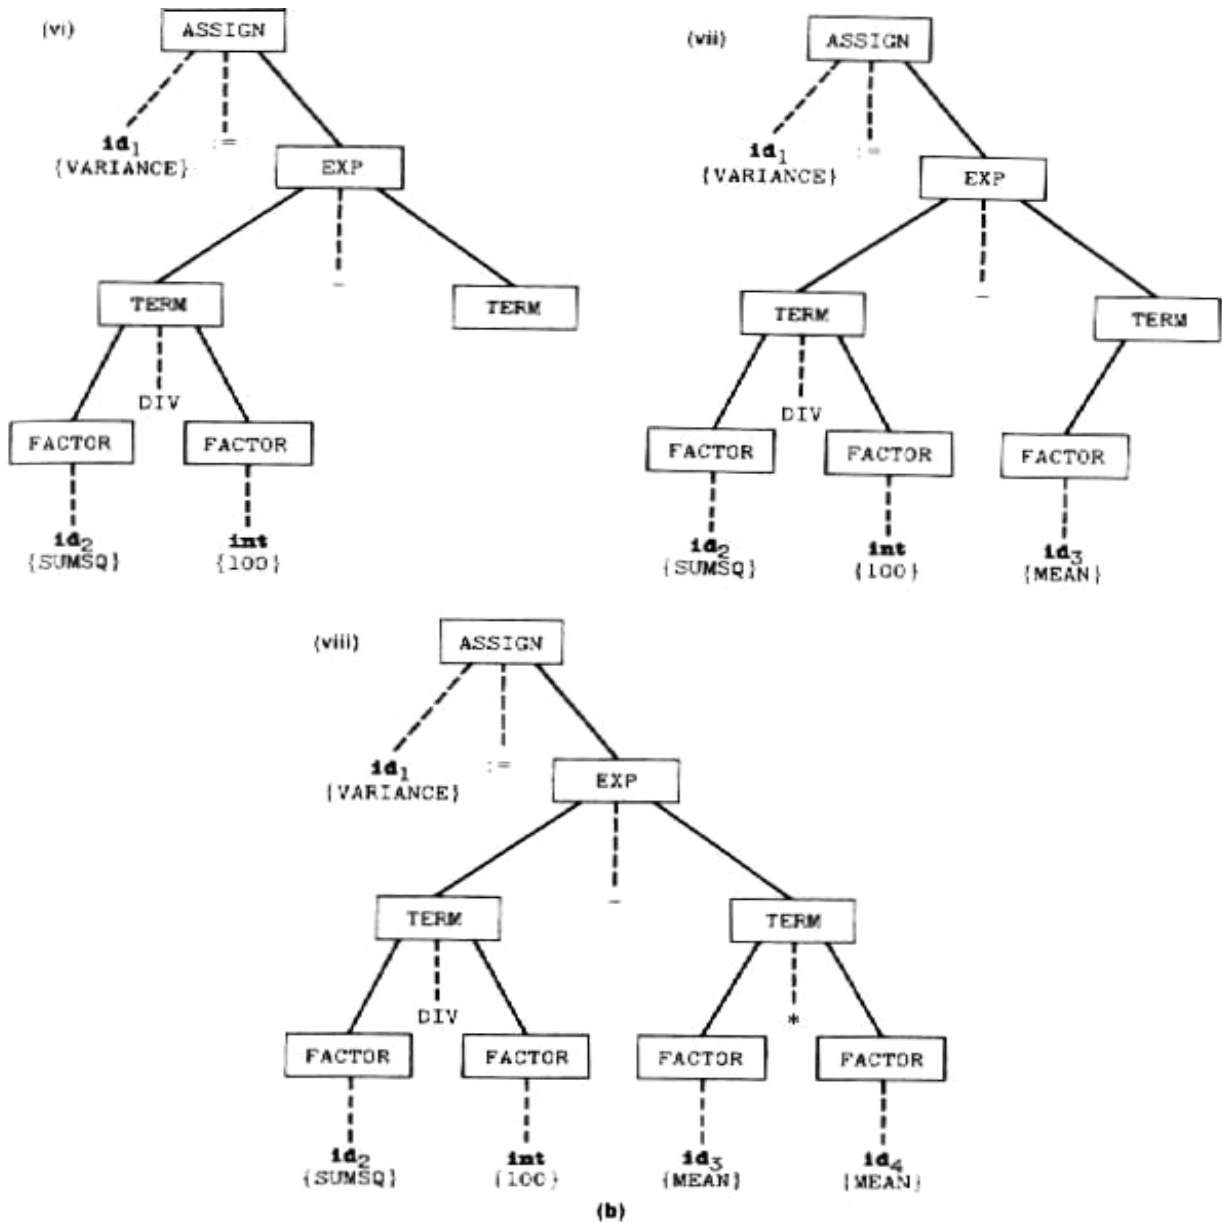 (vi)
ASSIGN
id1
{VARIANCE}
:=
EXP
TERM
–
TERM
DIV
FACTOR
FACTOR
id2
{SUMSQ}
int
{100}
(vii)
ASSIGN
id1
{VARIANCE}
:=
EXP
TERM
–
TERM
DIV
FACTOR
FACTOR
FACTOR
id2
{SUMSQ}
int
{100}
id3
{MEAN}
(viii)
ASSIGN
id1
{VARIANCE}
:=
EXP
TERM
–
TERM
DIV
*
FACTOR
FACTOR
FACTOR
FACTOR
id2
{SUMSQ}
int
{100}
id3
{MEAN}
id4
{MEAN}
(b)